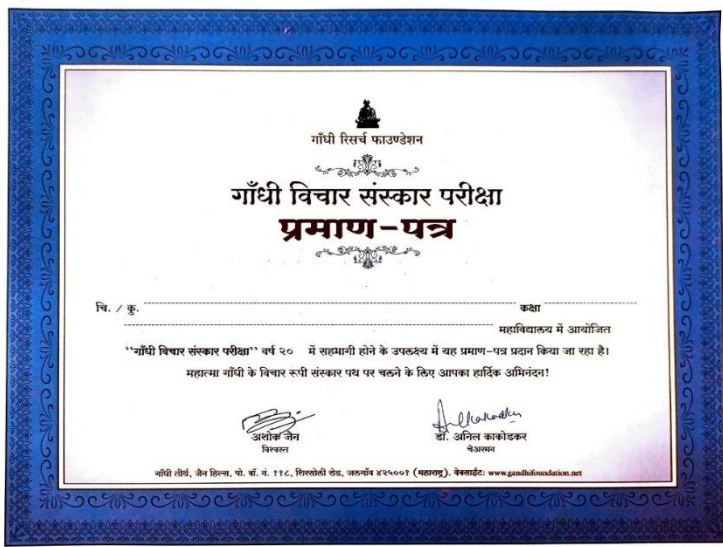 गाँधी रिसर्च फाउण्डेशन
गाँधी विचार संस्कार परीक्षा
प्रमाण-पत्र
चि. / कु. कक्षा
महाविद्यालय में आयोजित
"गाँधी विचार संस्कार परीक्षा" वर्ष २० में सहभागी होने के उपलक्ष्य में यह प्रमाण-पत्र प्रदान किया जा रहा है।
महात्मा गाँधी के विचार रूपी संस्कार पथ पर चलने के लिए आपका हार्दिक अभिनंदन!
अशोक जैन डॉ. अनिल काकोडकर
विश्वस्त चेअरमन
गाँधी तीर्थ, जैन हिल्स, पो. बॉ. नं. ११८, शिरसोली रोड, जलगाँव ४२५००१ (महाराष्ट्र). वेबसाईट: www.gandhifoundation.net